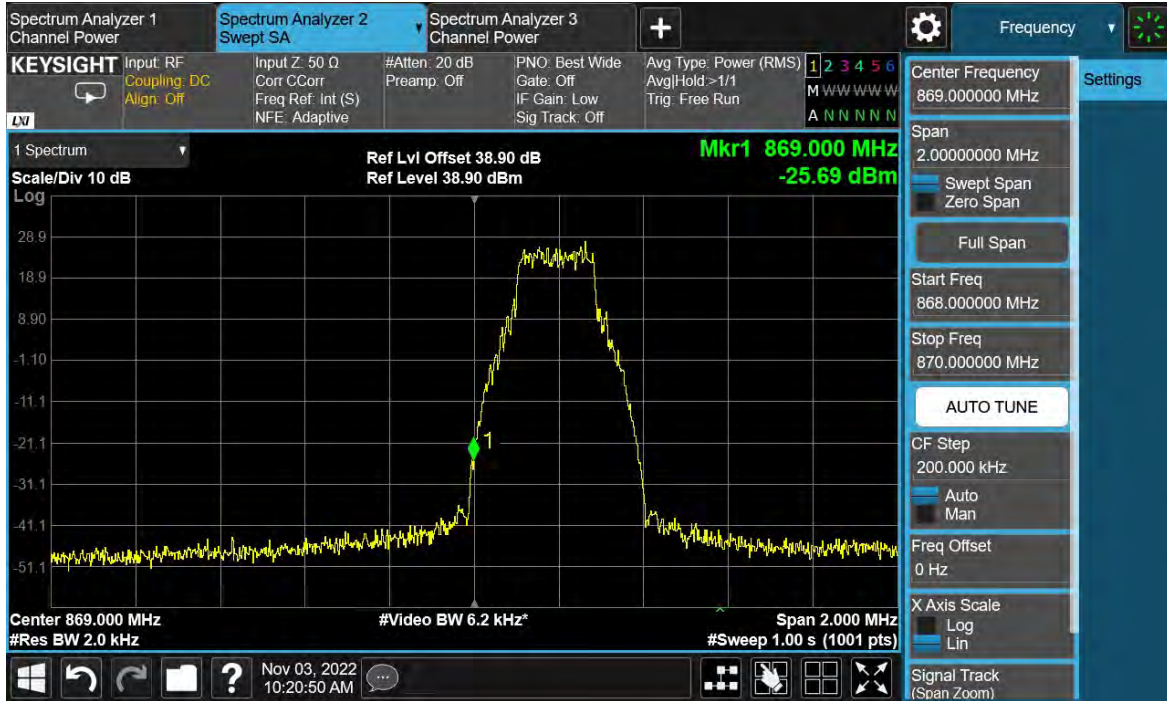 Spectrum Analyzer 1
Channel Power
Spectrum Analyzer 2
Swept SA
Spectrum Analyzer 3
Channel Power
Frequency
KEYSIGHT
LXI
Input: RF
Coupling: DC
Align: Off
Input Z: 50 Ω
Corr CCorr
Freq Ref: Int (S)
NFE: Adaptive
#Atten: 20 dB
Preamp: Off
PNO: Best Wide
Gate: Off
IF Gain: Low
Sig Track: Off
Avg Type: Power (RMS)
Avg|Hold:>1/1
Trig: Free Run
1 2 3 4 5 6
M W W W W W
A N N N N N
1 Spectrum
Scale/Div 10 dB
Log
Ref Lvl Offset 38.90 dB
Ref Level 38.90 dBm
Mkr1 869.000 MHz
-25.69 dBm
28.9
18.9
8.90
-1.10
-11.1
-21.1
-31.1
-41.1
-51.1
1
Center 869.000 MHz
#Video BW 6.2 kHz*
Span 2.000 MHz
#Res BW 2.0 kHz
#Sweep 1.00 s (1001 pts)
Nov 03, 2022
10:20:50 AM
Settings
Center Frequency
869.000000 MHz
Span
2.00000000 MHz
Swept Span
Zero Span
Full Span
Start Freq
868.000000 MHz
Stop Freq
870.000000 MHz
AUTO TUNE
CF Step
200.000 kHz
Auto
Man
Freq Offset
0 Hz
X Axis Scale
Log
Lin
Signal Track
(Span Zoom)